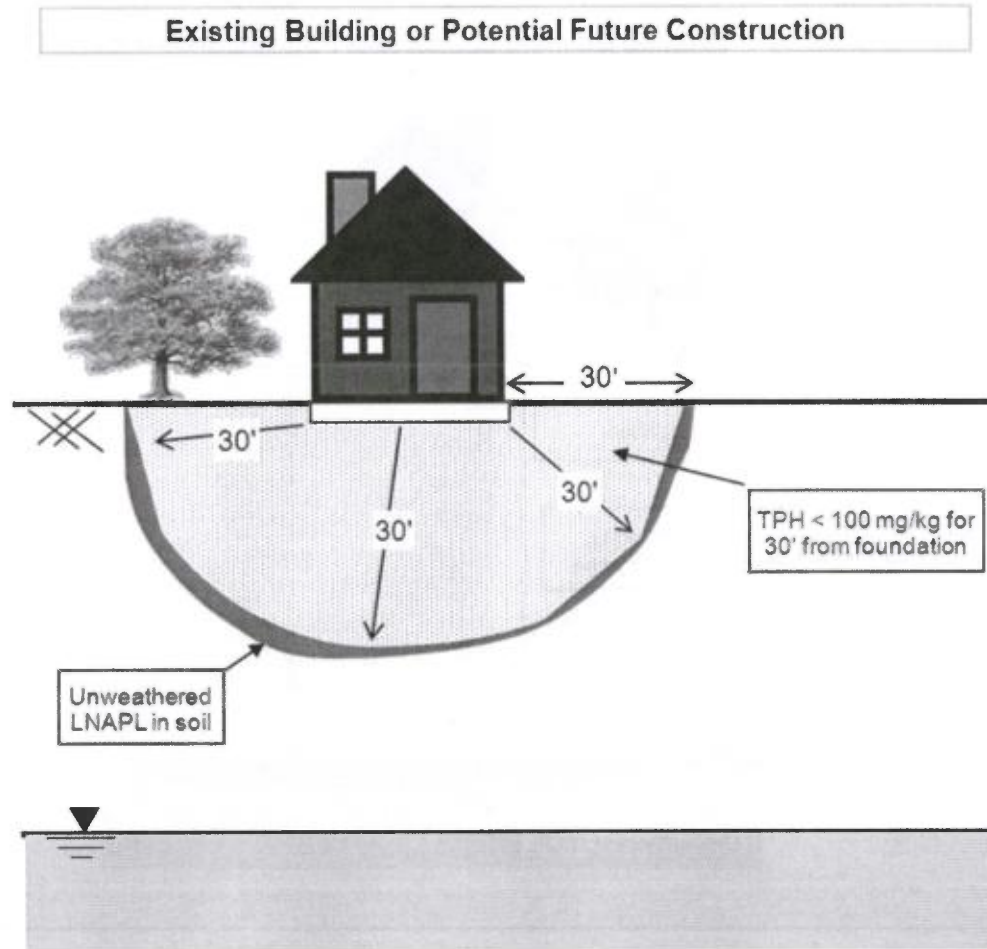 Existing Building or Potential Future Construction
30'
30'
30'
30'
TPH < 100 mg/kg for
30' from foundation
Unweathered
LNAPL in soil